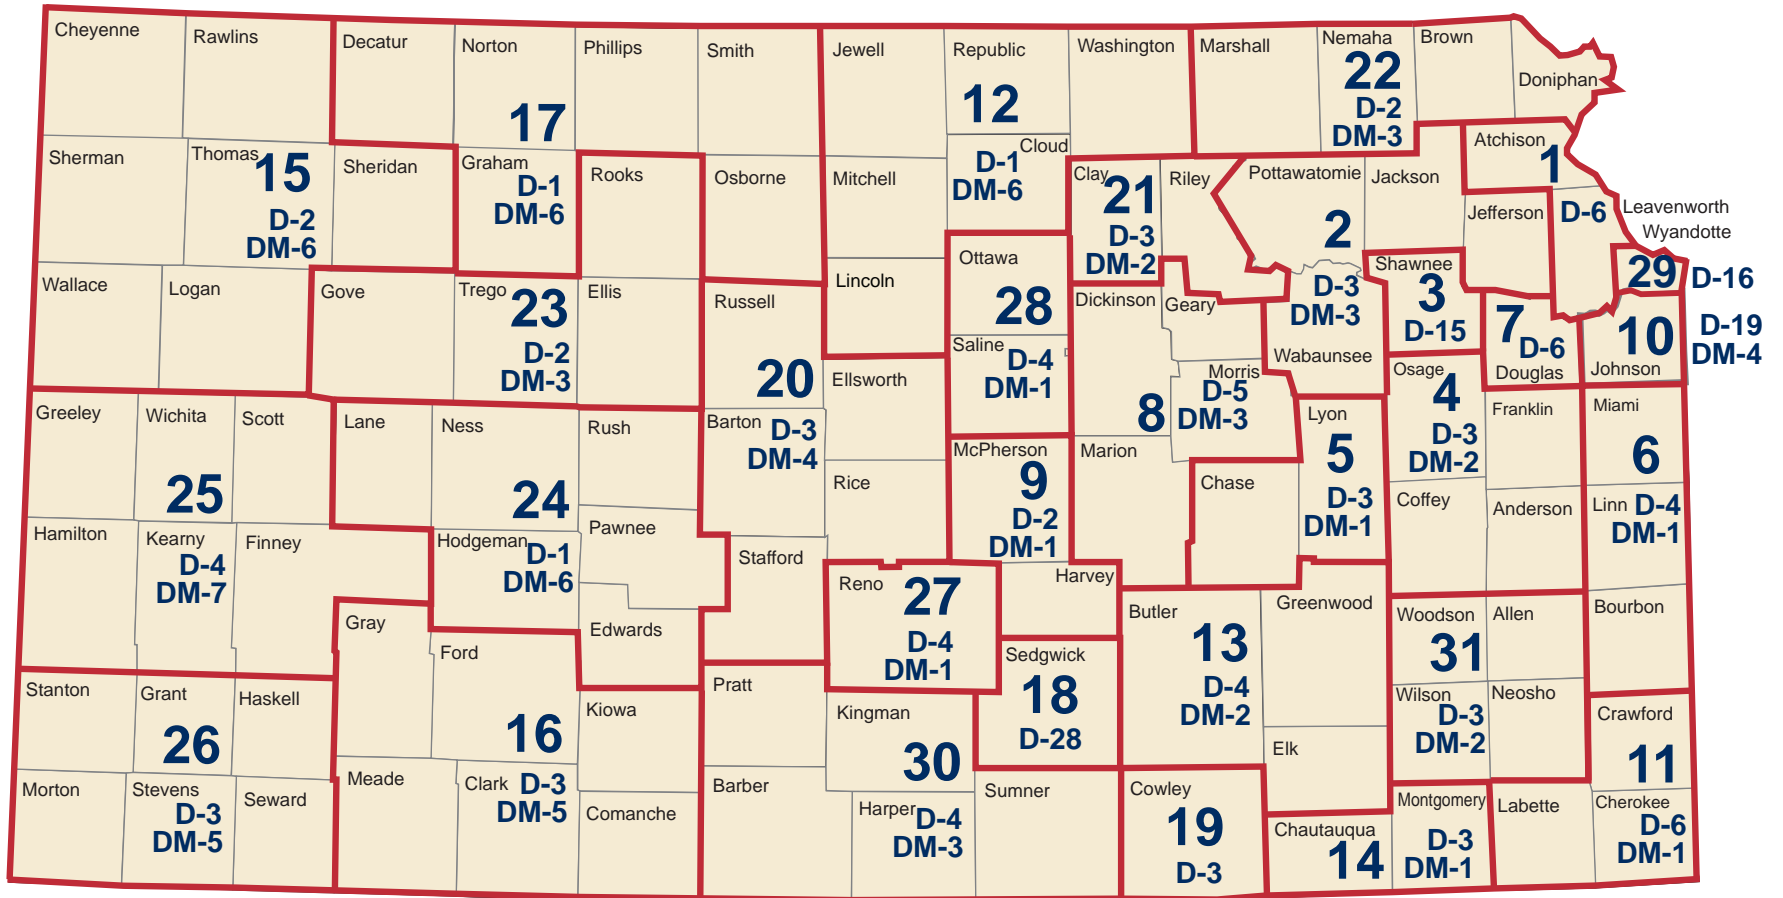 Cheyenne
Rawlins
Decatur
Norton
Phillips
Smith
Jewell
Republic
Washington
Marshall
Nemaha
Brown
Doniphan
17
12
22
D-2
DM-3
Sherman
Thomas
15
D-2
DM-6
Sheridan
Graham
D-1
DM-6
Rooks
Osborne
Mitchell
Cloud
D-1
DM-6
Clay
21
D-3
DM-2
Riley
Pottawatomie
2
D-3
DM-3
Jackson
Atchison
1
D-6
Jefferson
Leavenworth
Wyandotte
29
D-16
Wallace
Logan
Gove
Trego
23
D-2
DM-3
Ellis
Russell
20
Lincoln
Ottawa
28
Saline
D-4
DM-1
Dickinson
Geary
8
Morris
D-5
DM-3
Wabaunsee
Shawnee
3
D-15
7
D-6
Douglas
10
Johnson
D-19
DM-4
Greeley
Wichita
Scott
25
Lane
Ness
24
Rush
Barton
D-3
DM-4
Ellsworth
Rice
McPherson
9
D-2
DM-1
Marion
Chase
Lyon
5
D-3
DM-1
Osage
4
D-3
DM-2
Franklin
Miami
6
Coffey
Anderson
Linn
D-4
DM-1
Hamilton
Kearny
D-4
DM-7
Finney
Hodgeman
D-1
DM-6
Pawnee
Edwards
Stafford
Reno
27
D-4
DM-1
Harvey
Butler
13
D-4
DM-2
Greenwood
Woodson
31
Allen
Bourbon
Gray
Ford
16
Kiowa
Pratt
Kingman
30
Sedgwick
18
D-28
Elk
Wilson
D-3
DM-2
Neosho
Crawford
11
Stanton
Grant
26
Haskell
Morton
Stevens
D-3
DM-5
Seward
Meade
Clark
D-3
DM-5
Comanche
Barber
Harper
D-4
DM-3
Sumner
Cowley
19
D-3
Chautauqua
14
Montgomery
D-3
DM-1
Labette
Cherokee
D-6
DM-1